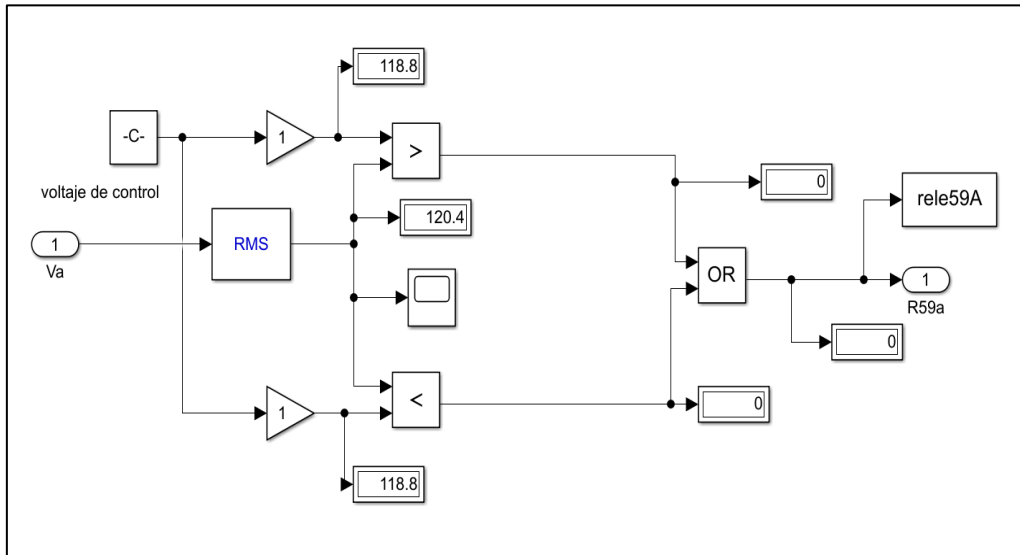 118.8
-C-
1
>
voltaje de control
0
rele59A
120.4
RMS
1
Va
OR
1
R59a
0
1
<
0
118.8